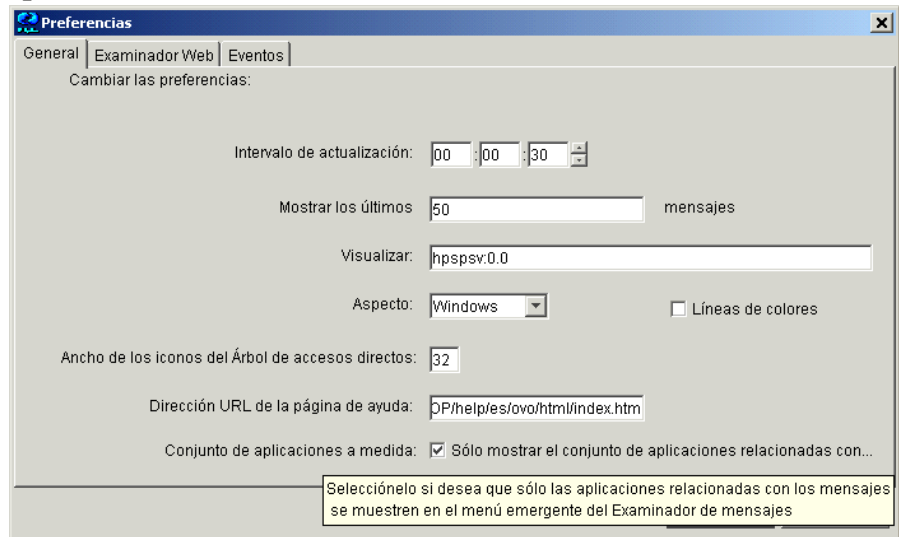 Preferencias
General Examinador Web Eventos
Cambiar las preferencias:
Intervalo de actualización: 00 :00 :30
Mostrar los últimos 50 mensajes
Visualizar: hpspsv:0.0
Aspecto: Windows Líneas de colores
Ancho de los iconos del Árbol de accesos directos: 32
Dirección URL de la página de ayuda: OP/help/es/ovo/html/index.htm
Conjunto de aplicaciones a medida: Sólo mostrar el conjunto de aplicaciones relacionadas con...
Selecciónelo si desea que sólo las aplicaciones relacionadas con los mensajes
se muestren en el menú emergente del Examinador de mensajes